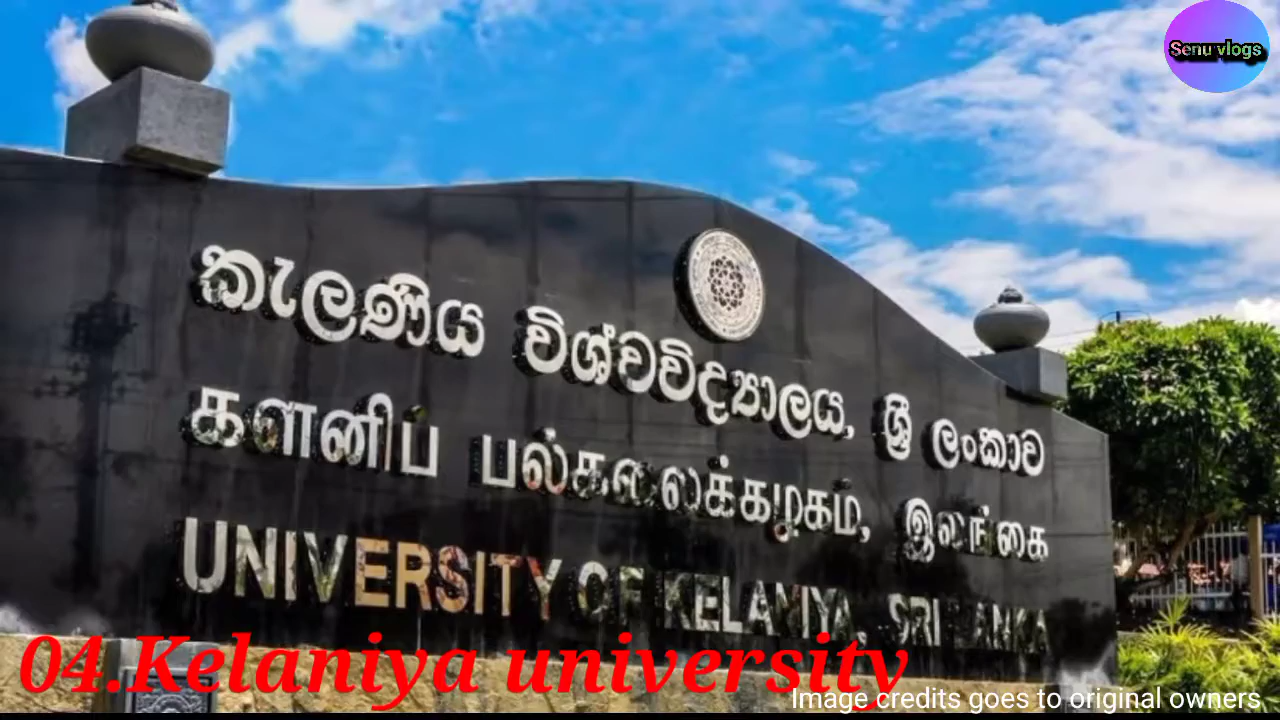 Senu vlogs
කැලණිය විශ්වවිද්‍යාලය, ශ්‍රී ලංකාව
களனிப் பல்கலைக்கழகம், இலங்கை
UNIVERSITY OF KELANIYA, SRI LANKA
04.Kelaniya university
Image credits goes to original owners